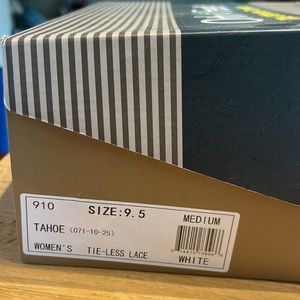 910 SIZE:9.5 MEDIUM
TAHOE (071-10-25)
WOMEN'S TIE-LESS LACE WHITE